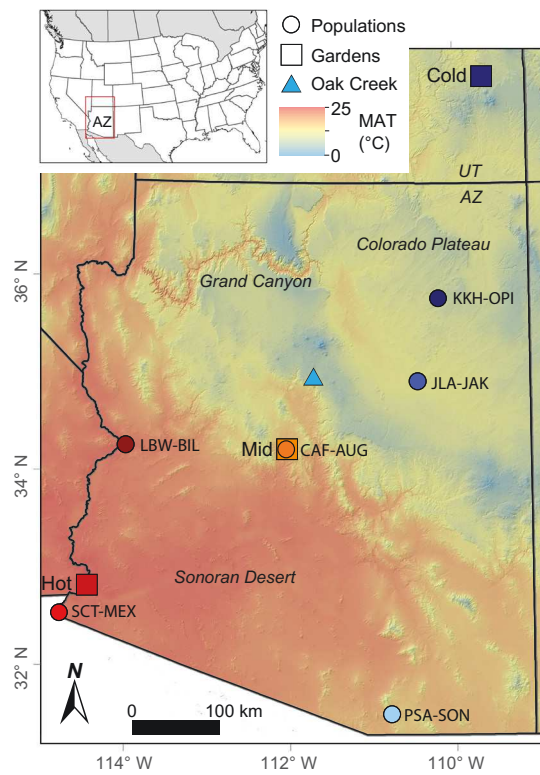 Populations
Gardens
Oak Creek
25
MAT
(°C)
0
AZ
Cold
UT
AZ
Colorado Plateau
Grand Canyon
36° N
KKH-OPI
JLA-JAK
LBW-BIL
Mid
CAF-AUG
34° N
Sonoran Desert
Hot
SCT-MEX
32° N
N
0
100 km
PSA-SON
114° W
112° W
110° W